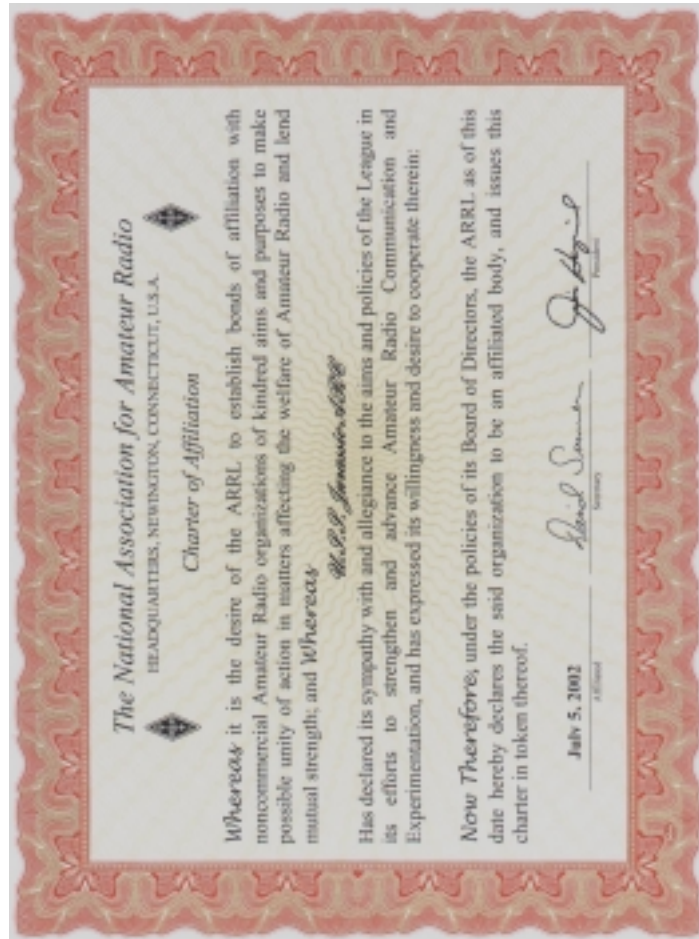 The National Association for Amateur Radio
HEADQUARTERS, NEWINGTON, CONNECTICUT, U.S.A.
Charter of Affiliation
Whereas it is the desire of the ARRL to establish bonds of affiliation with
noncommercial Amateur Radio organizations of kindred aims and purposes to make
possible unity of action in matters affecting the welfare of Amateur Radio and lend
mutual strength; and Whereas
Has declared its sympathy with and allegiance to the aims and policies of the League in
its efforts to strengthen and advance Amateur Radio Communication and
Experimentation, and has expressed its willingness and desire to cooperate therein:
Now Therefore, under the policies of its Board of Directors, the ARRL as of this
date hereby declares the said organization to be an affiliated body, and issues this
charter in token thereof.
July 5, 2002
Affiliated
Secretary
President